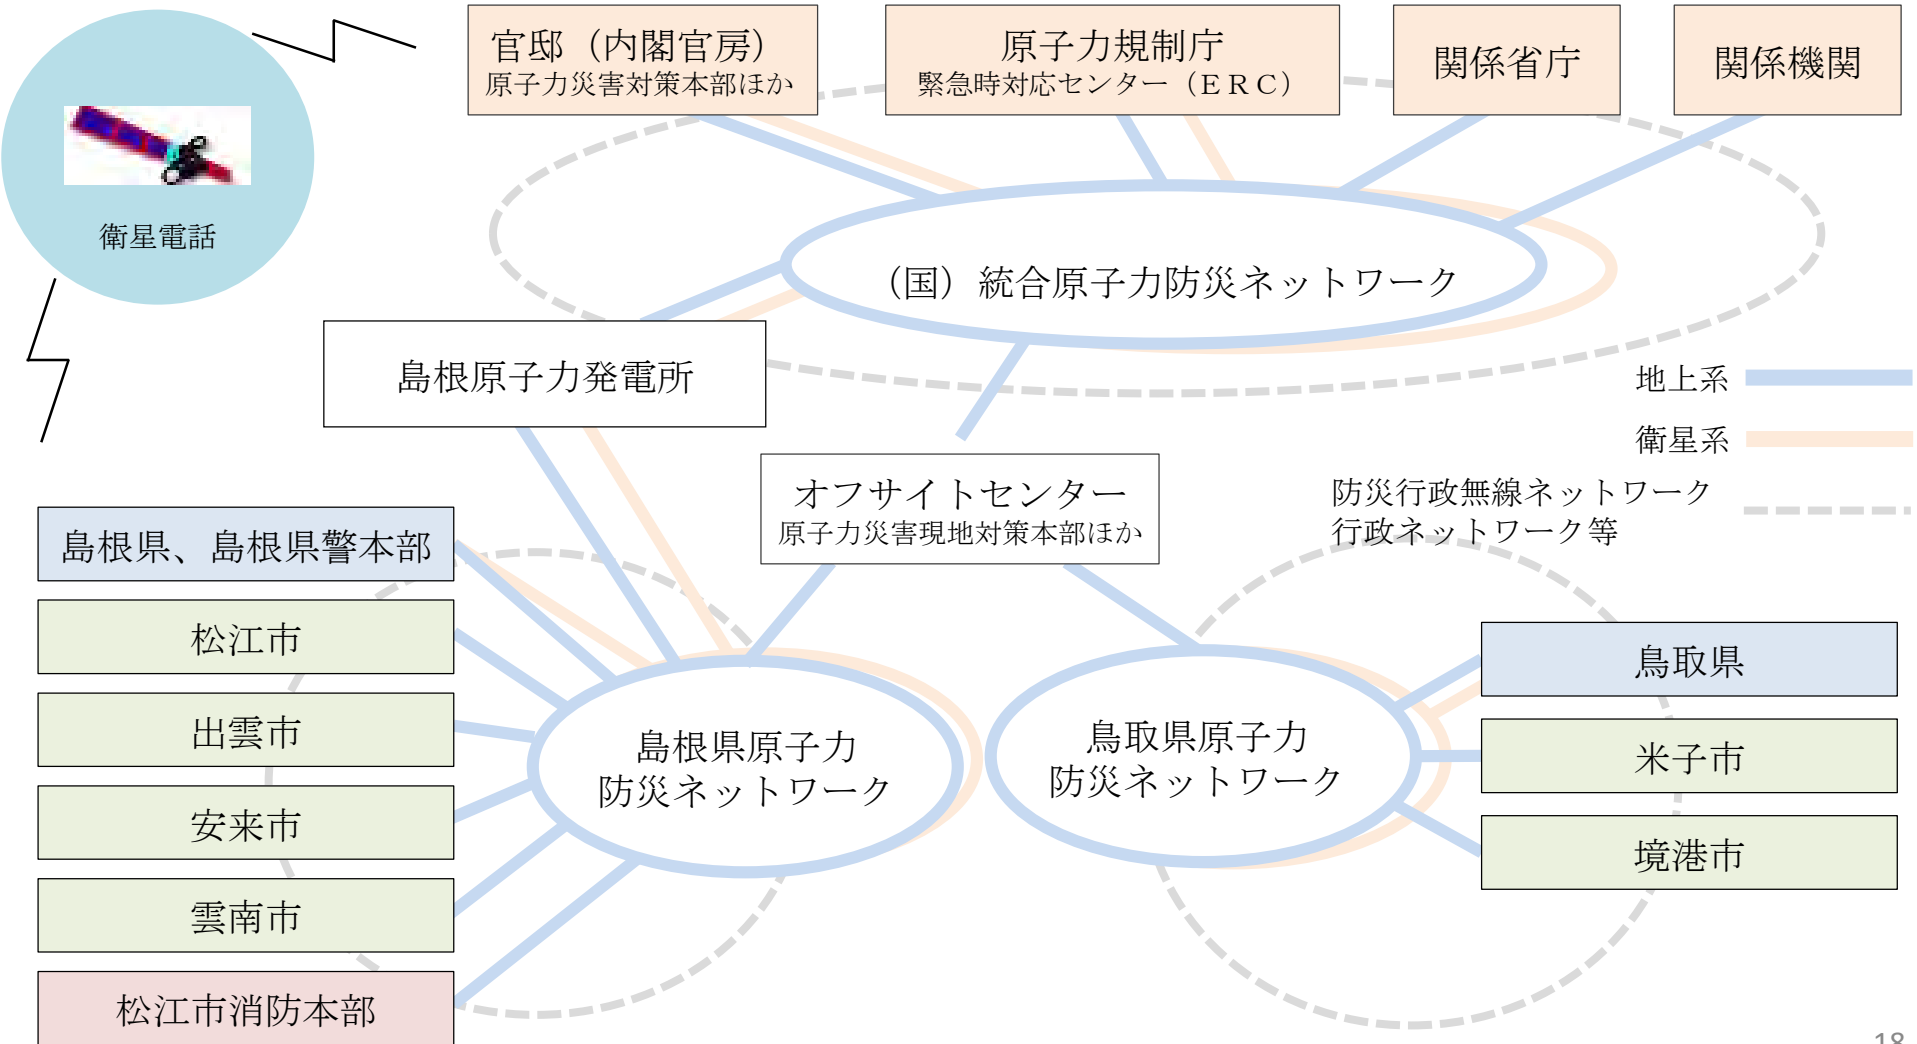 官邸（内閣官房）
原子力災害対策本部ほか
原子力規制庁
緊急時対応センター（ＥＲＣ）
関係省庁
関係機関
衛星電話
（国）統合原子力防災ネットワーク
島根原子力発電所
地上系
衛星系
オフサイトセンター
原子力災害現地対策本部ほか
防災行政無線ネットワーク
行政ネットワーク等
島根県、島根県警本部
松江市
出雲市
安来市
雲南市
松江市消防本部
島根県原子力
防災ネットワーク
鳥取県原子力
防災ネットワーク
鳥取県
米子市
境港市
18